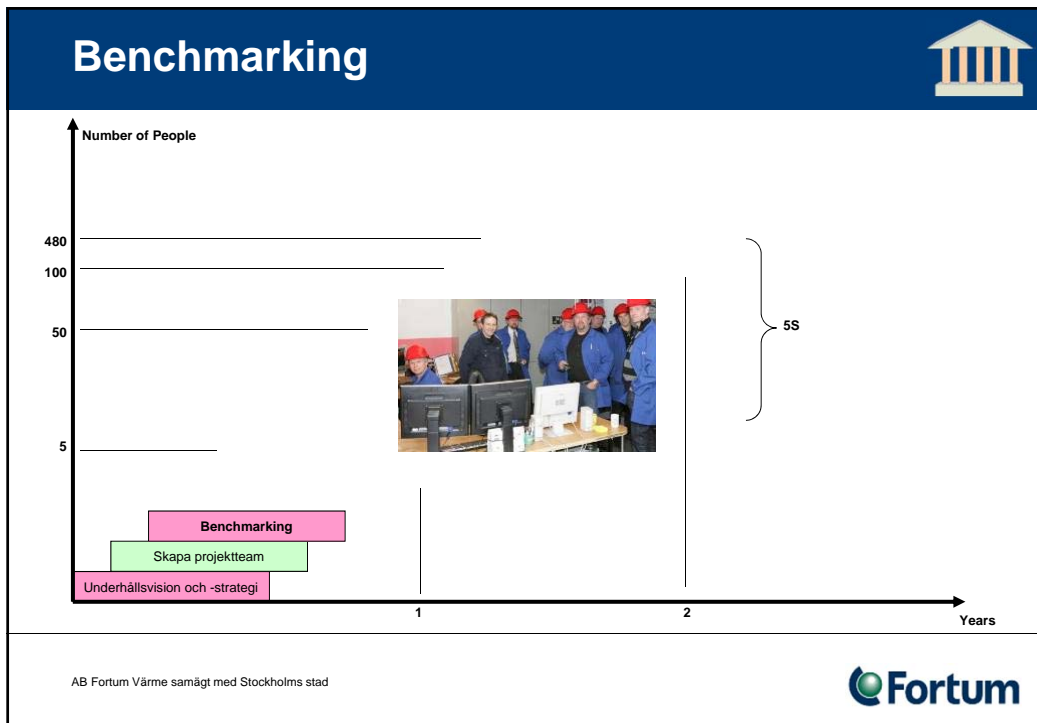 Benchmarking
Number of People
480
100
50
5S
5
Benchmarking
Skapa projektteam
Underhållsvision och -strategi
1
2
Years
AB Fortum Värme samägt med Stockholms stad
Fortum